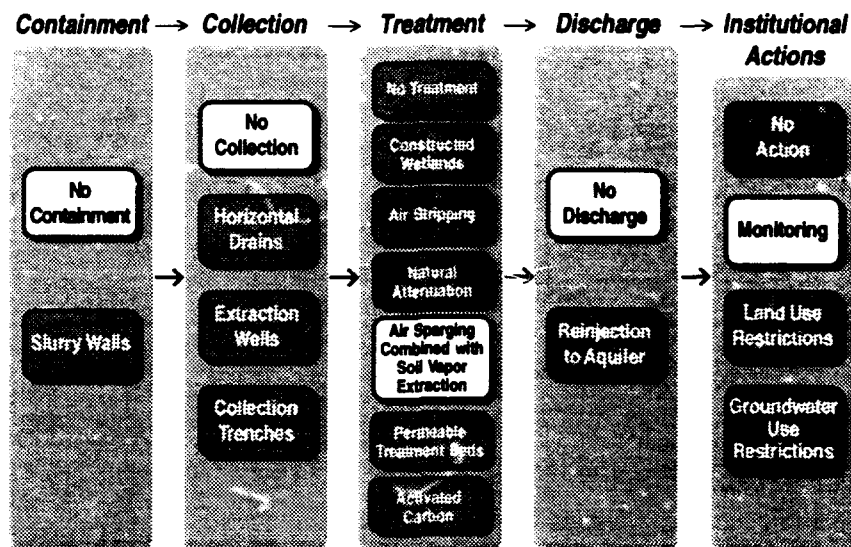 Containment → Collection → Treatment → Discharge → Institutional
Actions
No
Containment
Slurry Walls
No
Collection
Horizontal
Drains
Extraction
Wells
Collection
Trenches
No Treatment
Constructed
Wetlands
Air Stripping
Natural
Attenuation
Air Sparging
Combined with
Soil Vapor
Extraction
Permeable
Treatment Beds
Activated
Carbon
No
Discharge
Reinjection
to Aquifer
No
Action
Monitoring
Land Use
Restrictions
Groundwater
Use
Restrictions